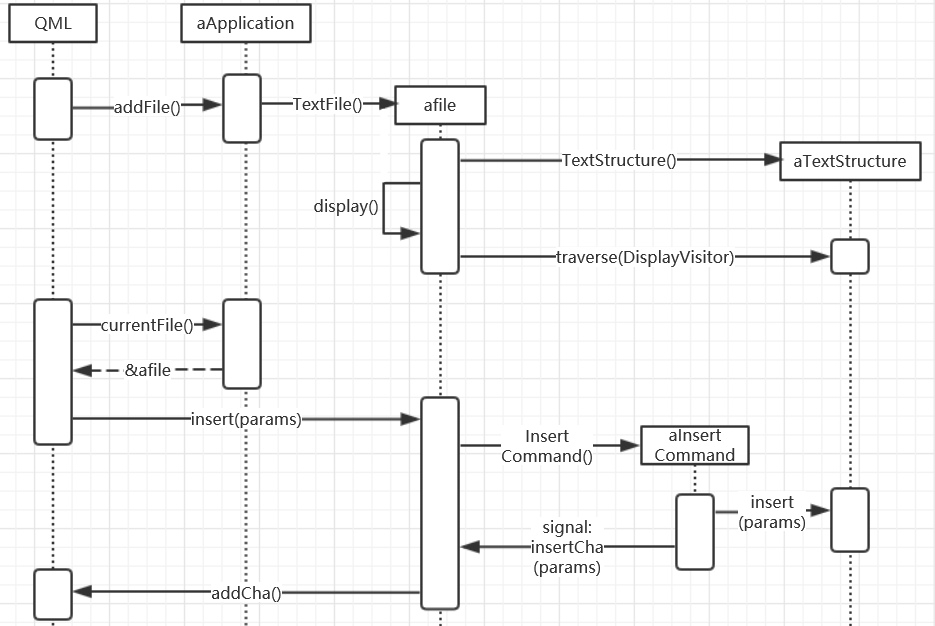 QML
aApplication
addFile()
TextFile()
afile
TextStructure()
aTextStructure
display()
traverse(DisplayVisitor)
currentFile()
&afile
insert(params)
Insert
Command()
aInsert
Command
insert
(params)
signal:
insertCha
(params)
addCha()